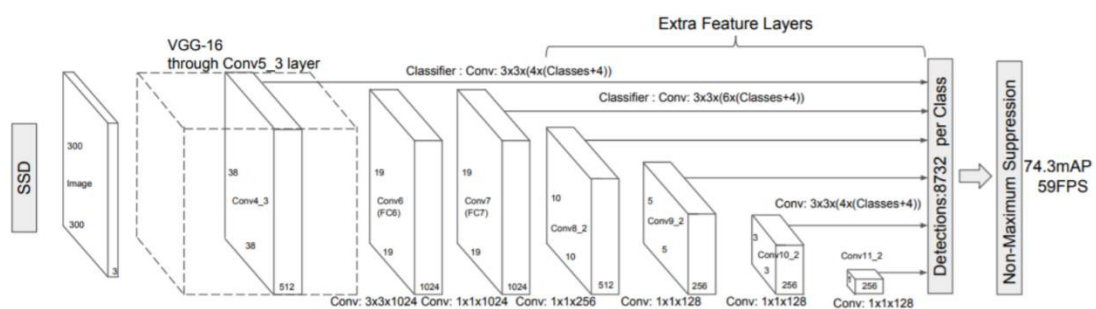 Extra Feature Layers
VGG-16
through Conv5_3 layer
Classifier : Conv: 3x3x(4x(Classes+4))
Classifier : Conv: 3x3x(6x(Classes+4))
SSD
300
Image
300
3
38
Conv4_3
38
512
19
Conv6
(FC6)
19
1024
19
Conv7
(FC7)
19
1024
10
Conv8_2
10
512
5
Conv9_2
5
256
Conv: 3x3x(4x(Classes+4))
3
Conv10_2
3
256
Conv11_2
1
256
Detections:8732 per Class
Non-Maximum Suppression
74.3mAP
59FPS
Conv: 3x3x1024
Conv: 1x1x1024
Conv: 1x1x256
Conv: 1x1x128
Conv: 1x1x128
Conv: 1x1x128